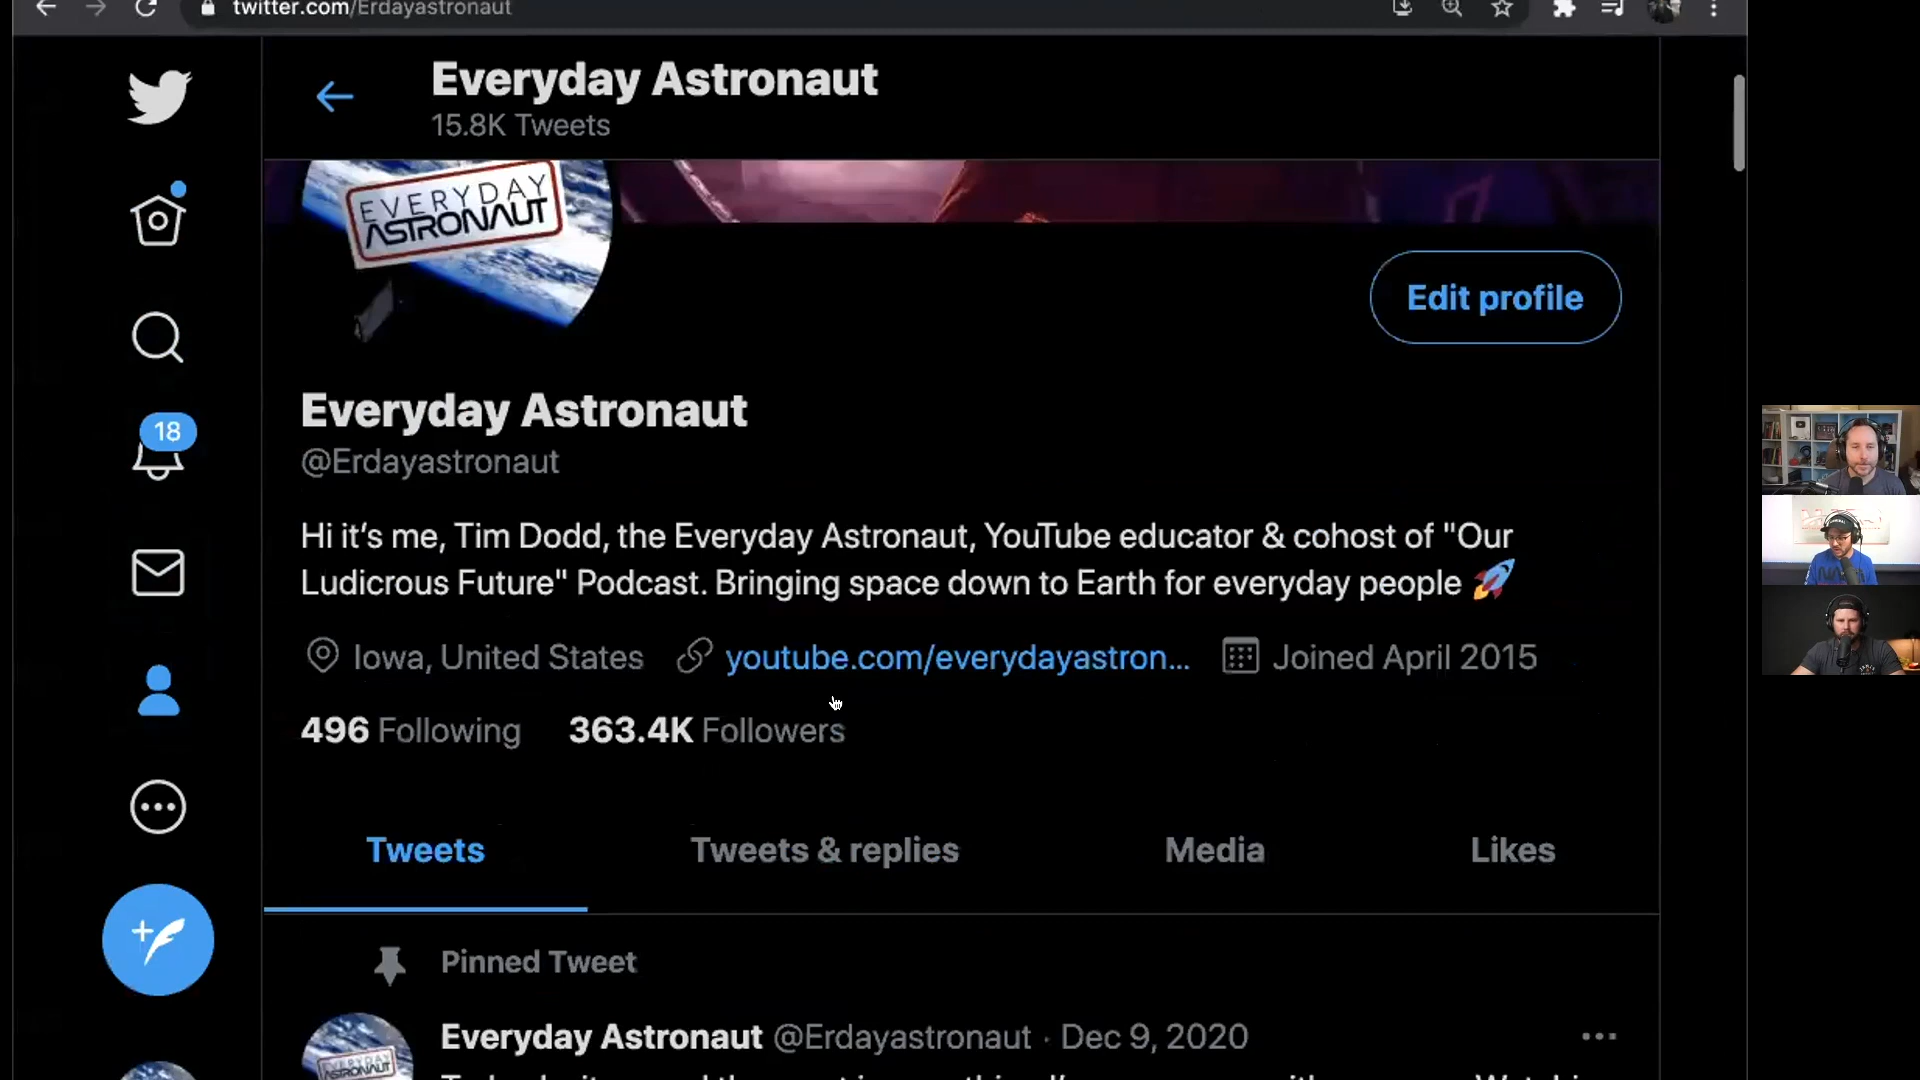 twitter.com/Erdayastronaut
Everyday Astronaut
15.8K Tweets
EVERYDAY
ASTRONAUT
Edit profile
Everyday Astronaut
@Erdayastronaut
18
Hi it’s me, Tim Dodd, the Everyday Astronaut, YouTube educator & cohost of "Our
Ludicrous Future" Podcast. Bringing space down to Earth for everyday people 🚀
Iowa, United States youtube.com/everydayastron... Joined April 2015
496 Following 363.4K Followers
Tweets Tweets & replies Media Likes
Pinned Tweet
Everyday Astronaut @Erdayastronaut · Dec 9, 2020